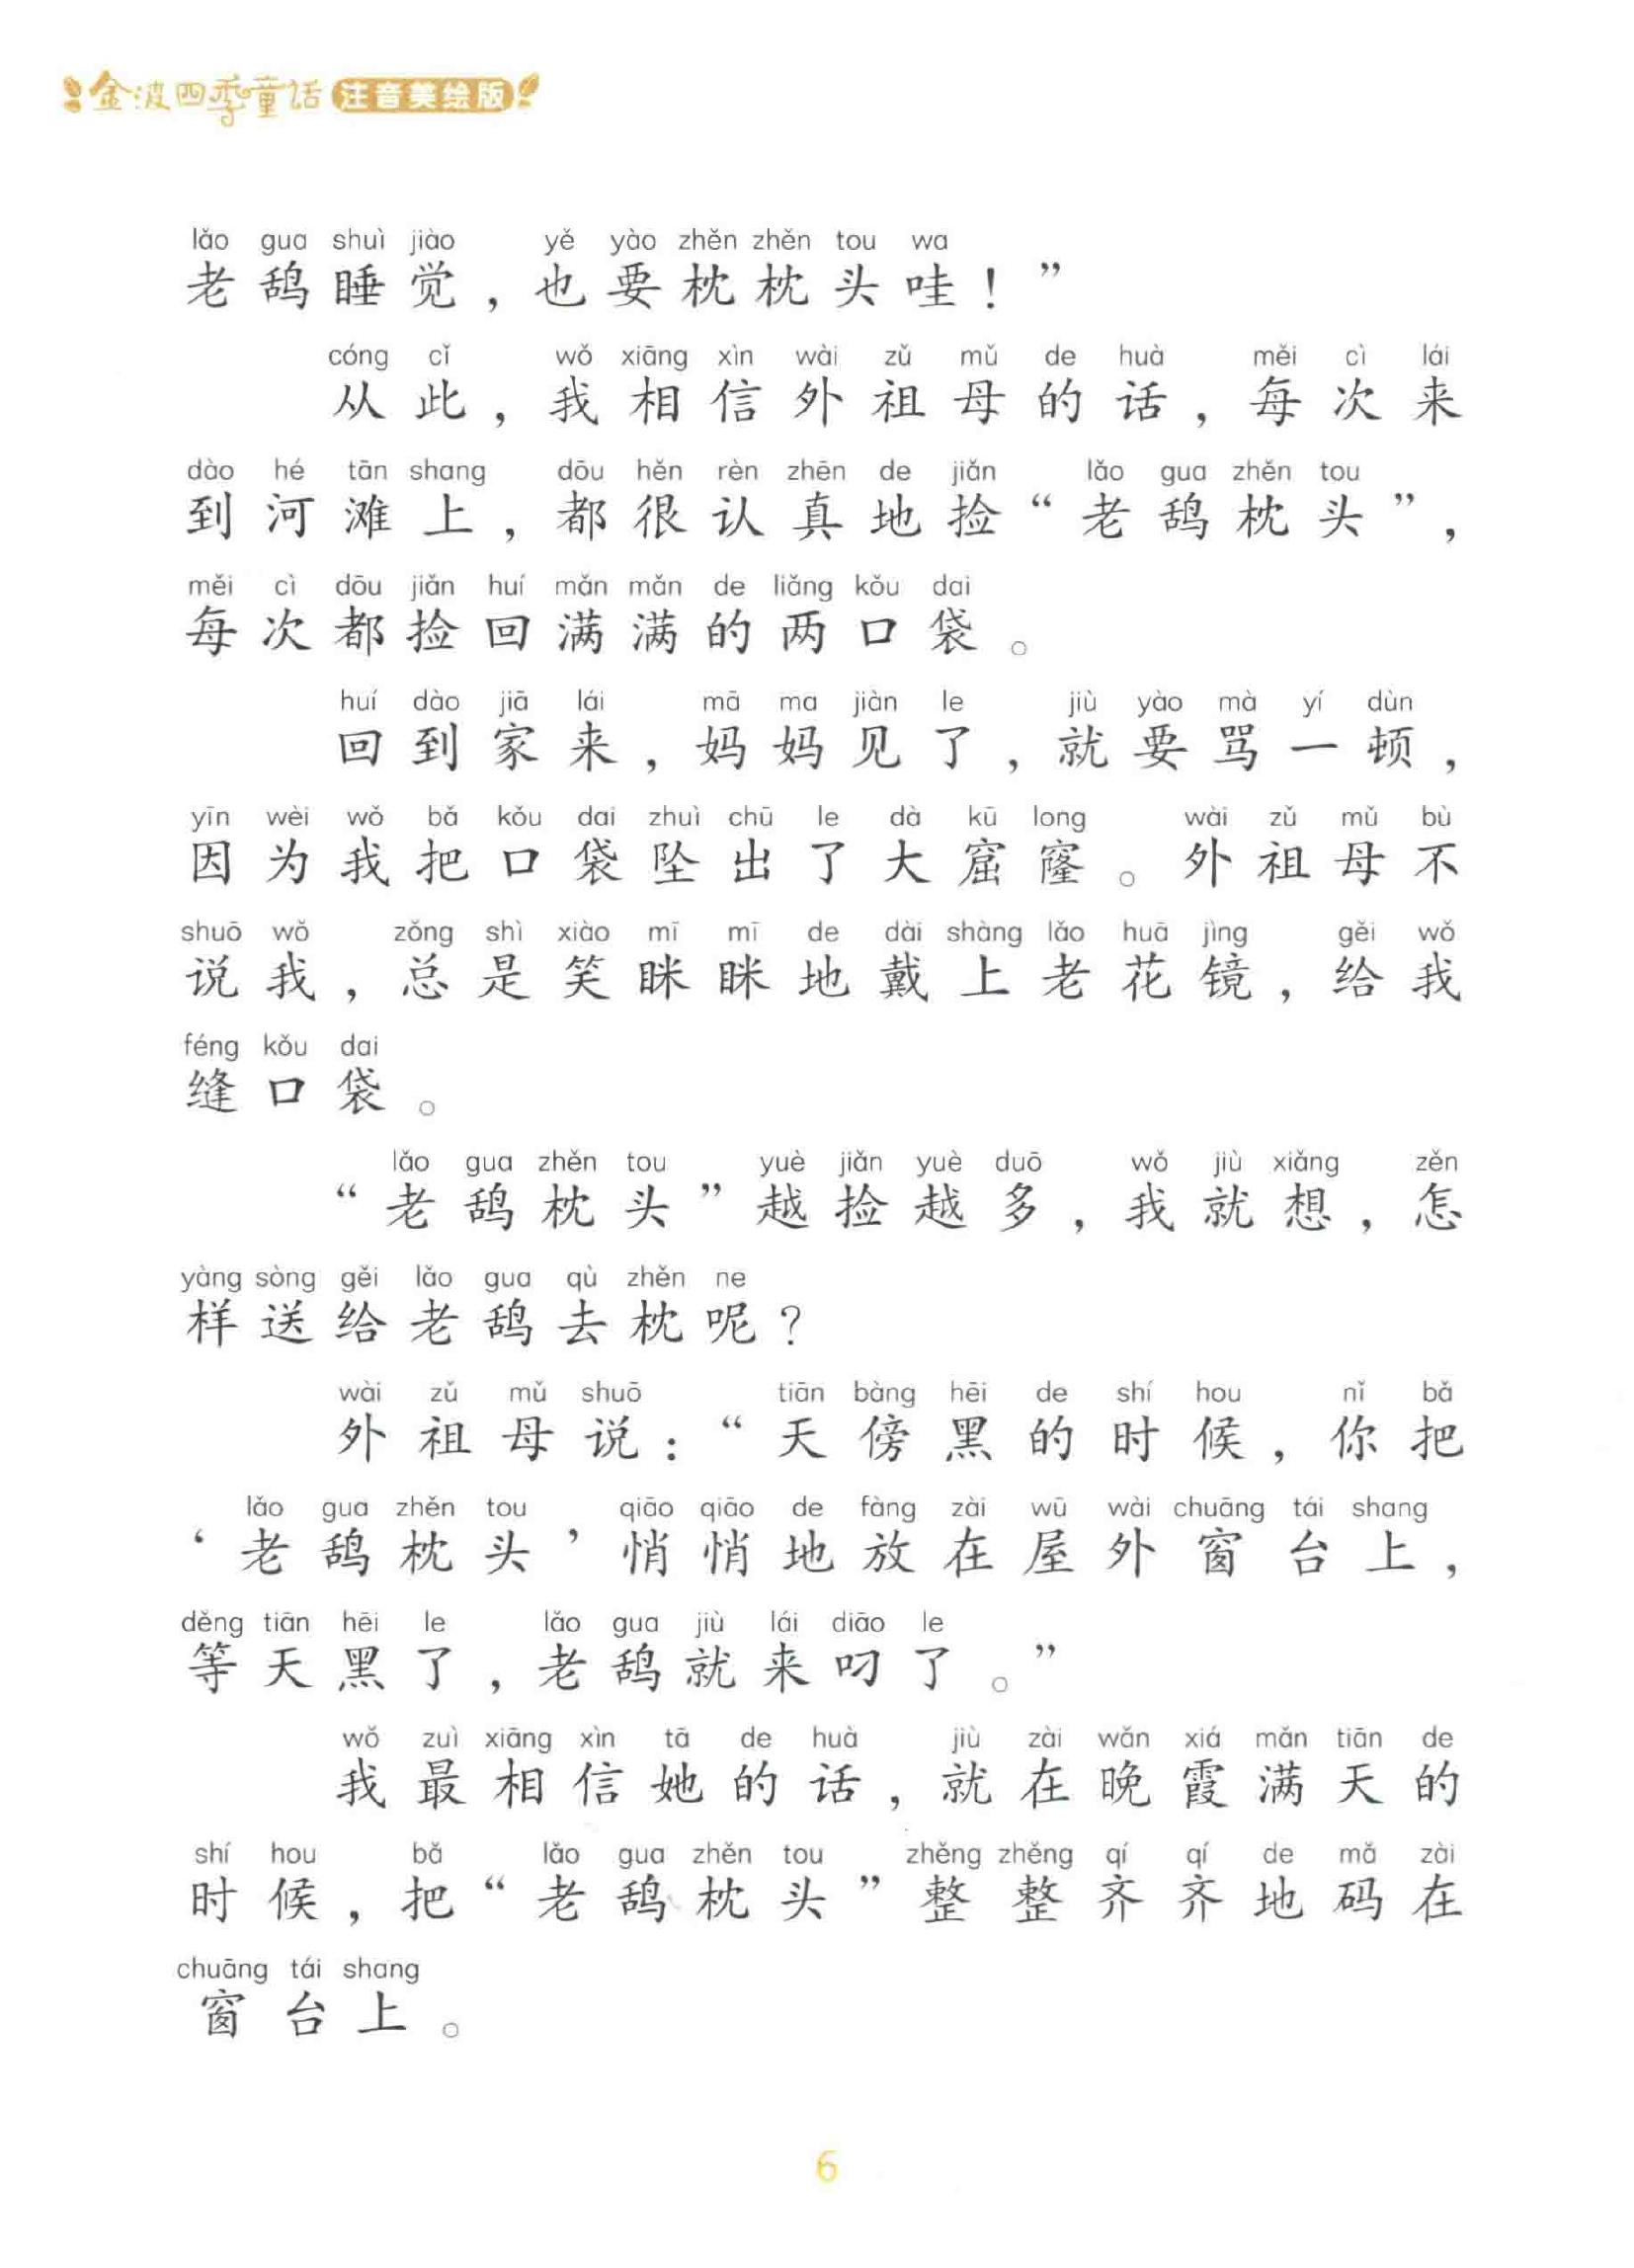 金波四季童话 注音美绘版
lǎo gua shuì jiào yě yào zhěn zhěn tou wa
老鸹睡觉，也要枕枕头哇！”
cóng cǐ wǒ xiāng xìn wài zǔ mǔ de huà měi cì lái
从此，我相信外祖母的话，每次来
dào hé tān shang dōu hěn rèn zhēn de jiǎn lǎo gua zhěn tou
到河滩上，都很认真地捡“老鸹枕头”，
měi cì dōu jiǎn huí mǎn mǎn de liǎng kǒu dai
每次都捡回满满的两口袋。
huí dào jiā lái mā ma jiàn le jiù yào mà yí dùn
回到家来，妈妈见了，就要骂一顿，
yīn wèi wǒ bǎ kǒu dai zhuì chū le dà kū long wài zǔ mǔ bù
因为我把口袋坠出了大窟窿。外祖母不
shuō wǒ zǒng shì xiào mī mī de dài shàng lǎo huā jìng gěi wǒ
说我，总是笑眯眯地戴上老花镜，给我
féng kǒu dai
缝口袋。
lǎo gua zhěn tou yuè jiǎn yuè duō wǒ jiù xiǎng zěn
“老鸹枕头”越捡越多，我就想，怎
yàng sòng gěi lǎo gua qù zhěn ne
样送给老鸹去枕呢？
wài zǔ mǔ shuō tiān bàng hēi de shí hou nǐ bǎ
外祖母说：“天傍黑的时候，你把
lǎo gua zhěn tou qiāo qiāo de fàng zài wū wài chuāng tái shang
‘老鸹枕头’悄悄地放在屋外窗台上，
děng tiān hēi le lǎo gua jiù lái diāo le
等天黑了，老鸹就来叼了。”
wǒ zuì xiāng xìn tā de huà jiù zài wǎn xiá mǎn tiān de
我最相信她的话，就在晚霞满天的
shí hou bǎ lǎo gua zhěn tou zhěng zhěng qí qí de mǎ zài
时候，把“老鸹枕头”整整齐齐地码在
chuāng tái shang
窗台上。
6